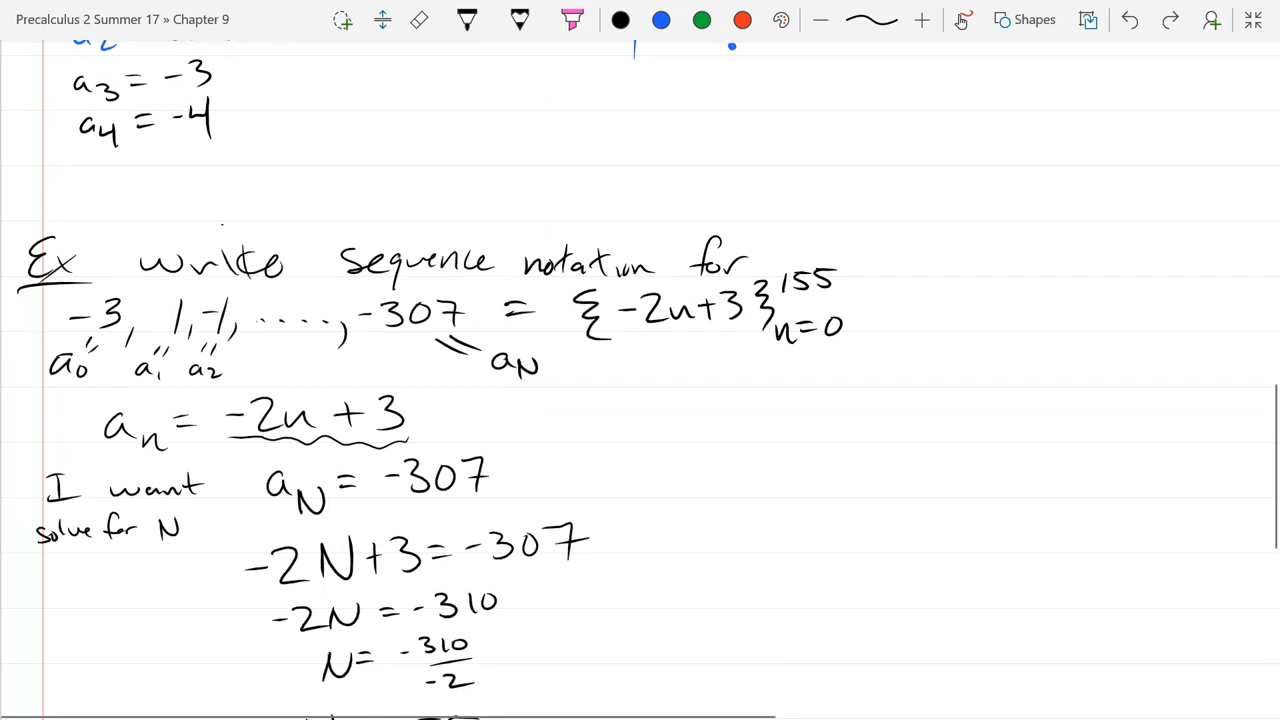 Precalculus 2 Summer 17 » Chapter 9
Shapes
a3 = -3
a4 = -4
Ex write sequence notation for
-3, 1, -1, ....., -307 = {-2n+3}155 n=0
a0 a1 a2 aN
an = -2n + 3
I want aN = -307
solve for N
-2N+3 = -307
-2N = -310
N = -310/-2